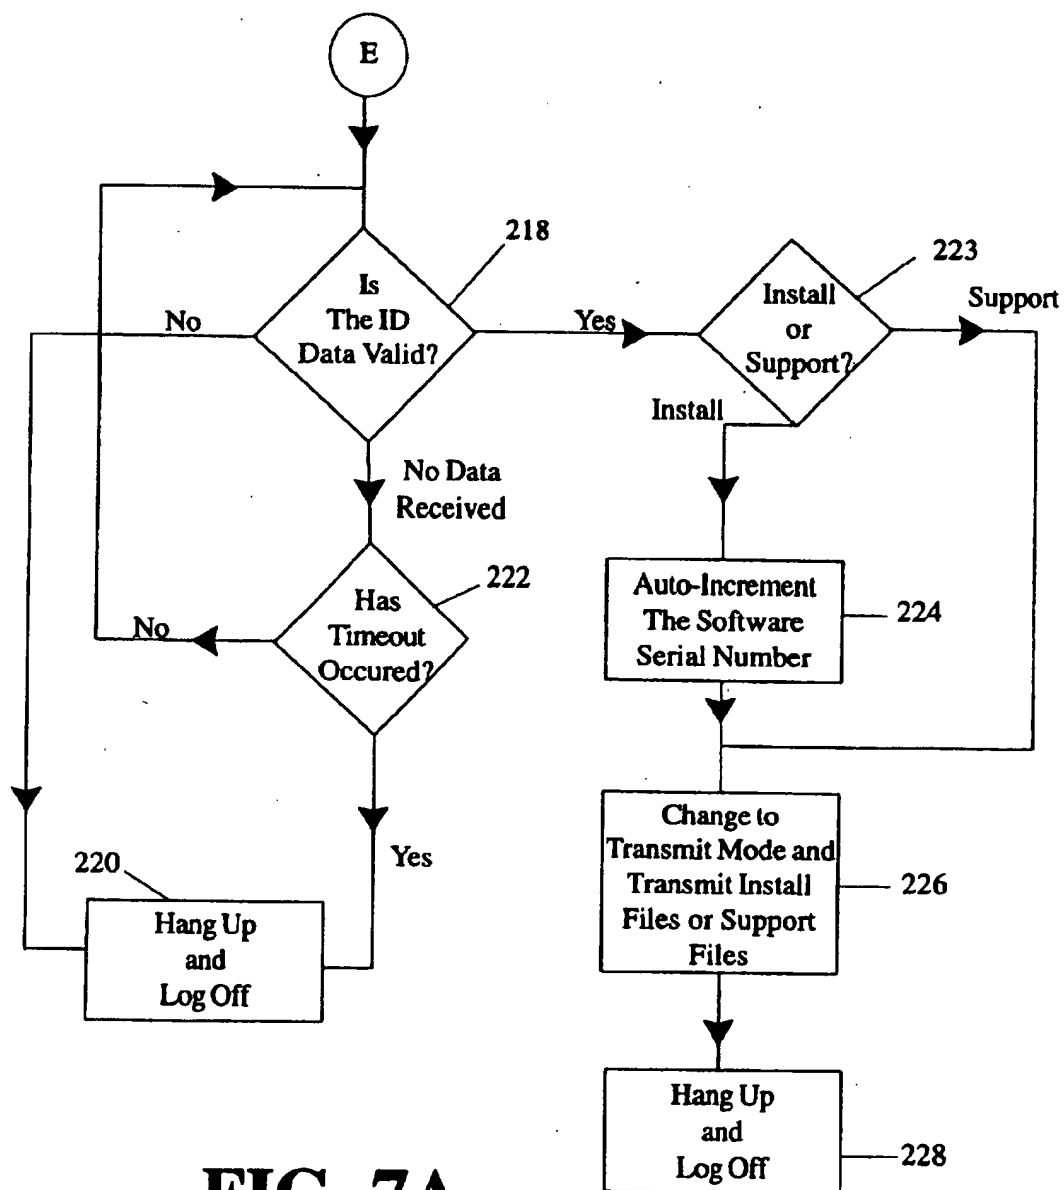 E
218
Is
The ID
Data Valid?
No
Yes
223
Install
or
Support?
Support
Install
No Data
Received
222
Has
Timeout
Occured?
No
Yes
Auto-Increment
The Software
Serial Number
224
220
Hang Up
and
Log Off
Change to
Transmit Mode and
Transmit Install
Files or Support
Files
226
Hang Up
and
Log Off
228
FIG. 7A